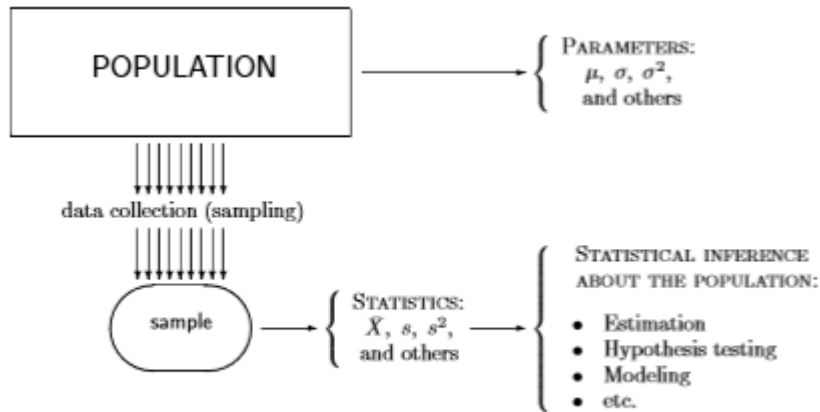 POPULATION
PARAMETERS:
μ, σ, σ²,
and others
data collection (sampling)
sample
STATISTICS:
X̄, s, s²,
and others
STATISTICAL INFERENCE
ABOUT THE POPULATION:
• Estimation
• Hypothesis testing
• Modeling
• etc.